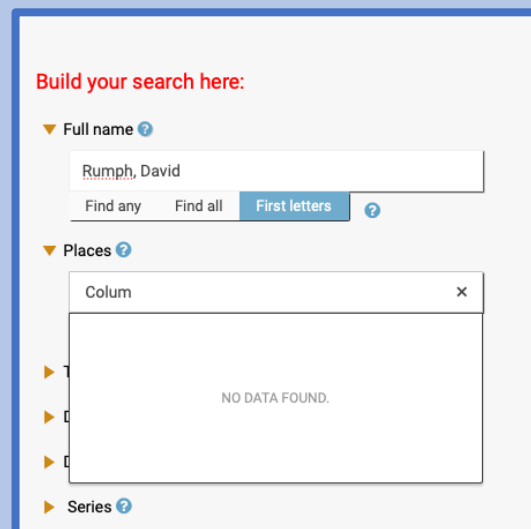 Build your search here:
Full name ?
Rumph, David
Find any Find all First letters ?
Places ?
Colum ×
NO DATA FOUND.
Series ?